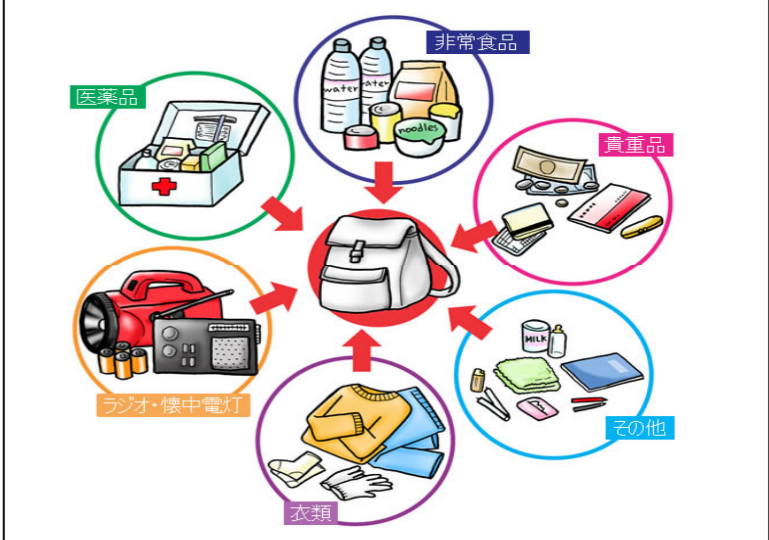 非常食品
医薬品
water
water
noodles
貴重品
ラジオ・懐中電灯
MILK
その他
衣類